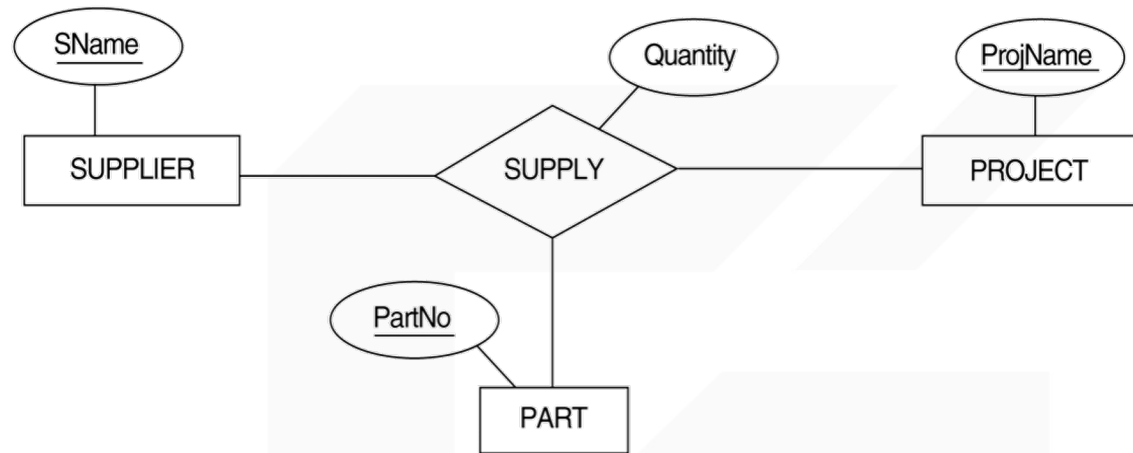 SName
Quantity
ProjName
SUPPLIER
SUPPLY
PROJECT
PartNo
PART